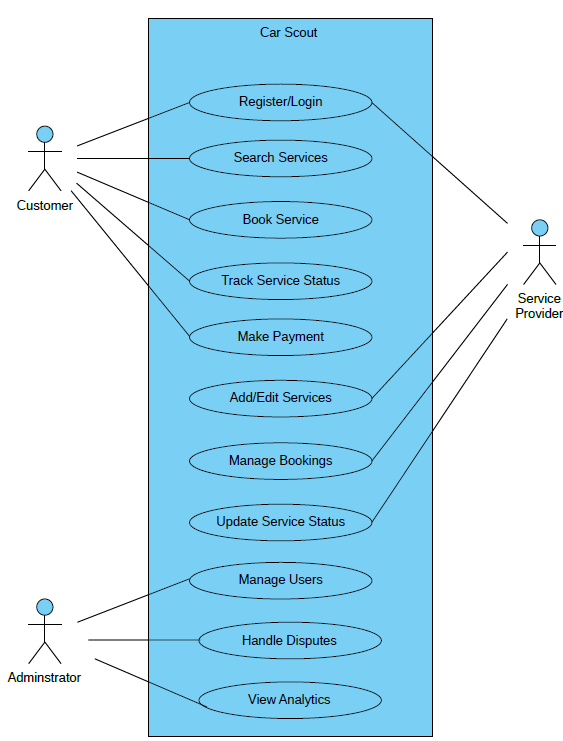 Car Scout
Register/Login
Search Services
Customer
Book Service
Track Service Status
Service
Provider
Make Payment
Add/Edit Services
Manage Bookings
Update Service Status
Manage Users
Handle Disputes
Adminstrator
View Analytics